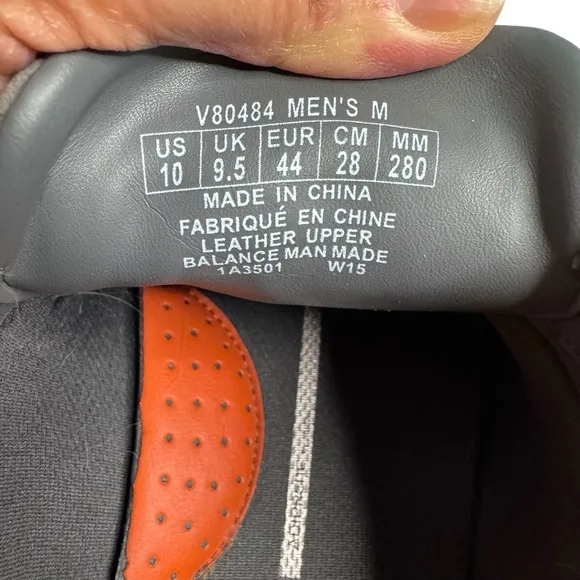 V80484 MEN'S M
US UK EUR CM MM
10 9.5 44 28 280
MADE IN CHINA
FABRIQUÉ EN CHINE
LEATHER UPPER
BALANCE MAN MADE
1A3501 W15